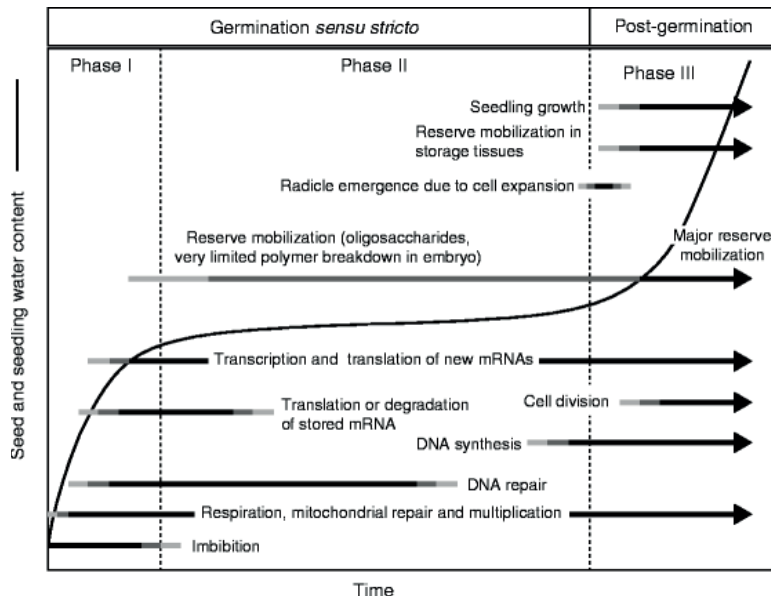 Germination sensu stricto
Post-germination
Phase I
Phase II
Phase III
Seedling growth
Reserve mobilization in
storage tissues
Radicle emergence due to cell expansion
Reserve mobilization (oligosaccharides,
very limited polymer breakdown in embryo)
Major reserve
mobilization
Transcription and translation of new mRNAs
Translation or degradation
of stored mRNA
Cell division
DNA synthesis
DNA repair
Respiration, mitochondrial repair and multiplication
Imbibition
Seed and seedling water content
Time